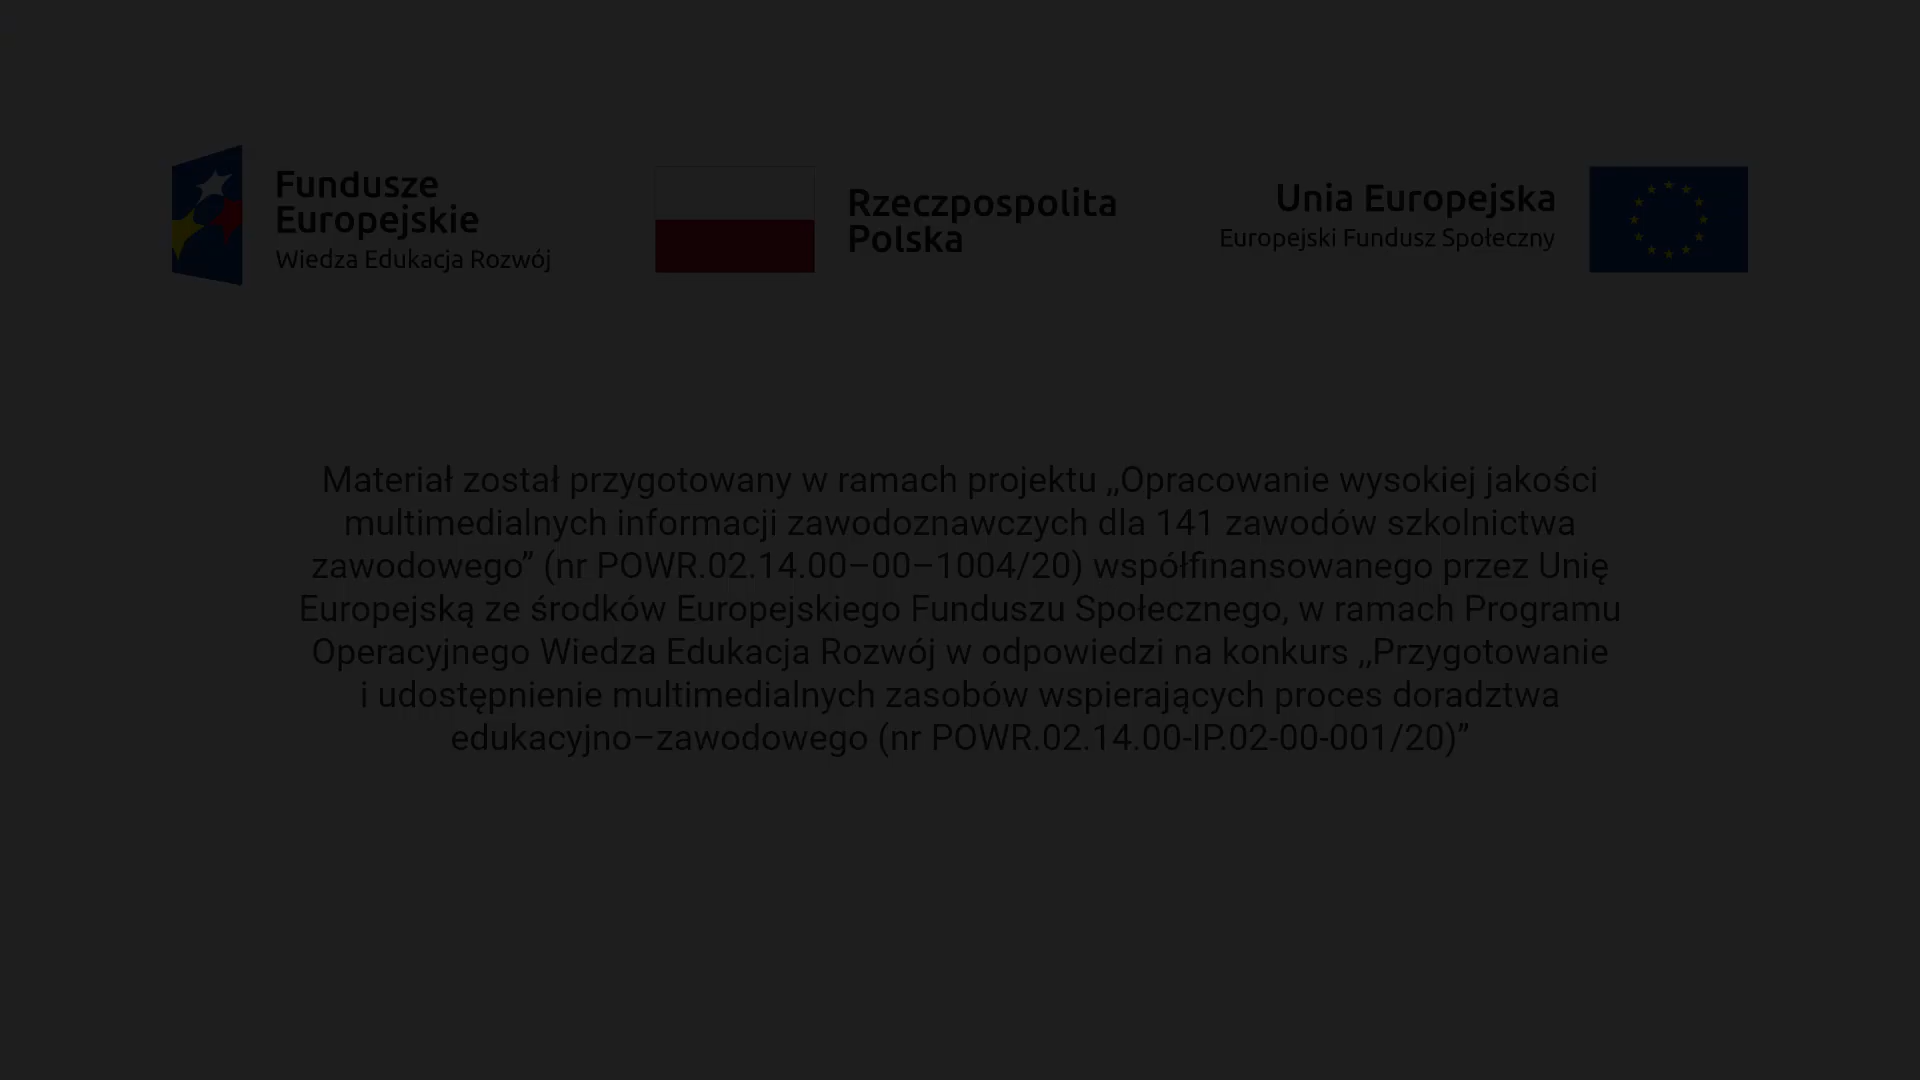 Fundusze
Europejskie
Wiedza Edukacja Rozwój
Rzeczpospolita
Polska
Unia Europejska
Europejski Fundusz Społeczny
Materiał został przygotowany w ramach projektu ,,Opracowanie wysokiej jakości
multimedialnych informacji zawodoznawczych dla 141 zawodów szkolnictwa
zawodowego” (nr POWR.02.14.00–00–1004/20) współfinansowanego przez Unię
Europejską ze środków Europejskiego Funduszu Społecznego, w ramach Programu
Operacyjnego Wiedza Edukacja Rozwój w odpowiedzi na konkurs ,,Przygotowanie
i udostępnienie multimedialnych zasobów wspierających proces doradztwa
edukacyjno–zawodowego (nr POWR.02.14.00-IP.02-00-001/20)”